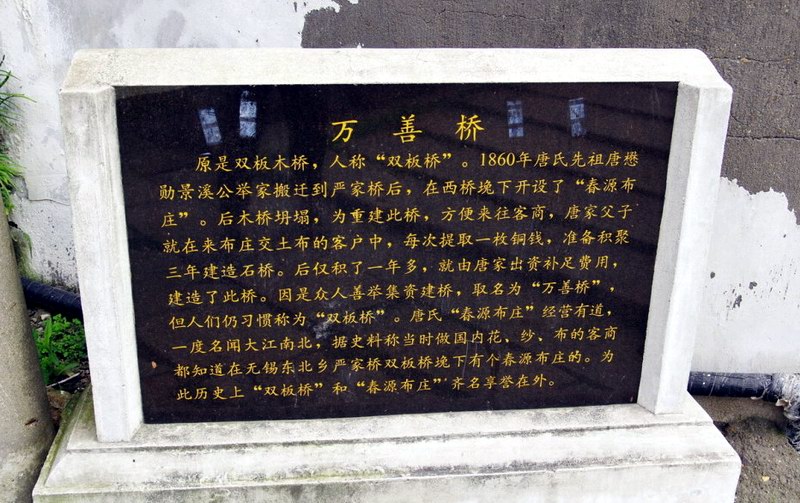 万善桥
原是双板木桥，人称“双板桥”。1860年唐氏先祖唐懋
勋景溪公举家搬迁到严家桥后，在西桥堍下开设了“春源布
庄”。后木桥坍塌，为重建此桥，方便来往客商，唐家父子
就在来布庄交土布的客户中，每次提取一枚铜钱，准备积聚
三年建造石桥。后仅积了一年多，就由唐家出资补足费用，
建造了此桥。因是众人善举集资建桥，取名为“万善桥”，
但人们仍习惯称为“双板桥”。唐氏“春源布庄”经营有道，
一度名闻大江南北，据史料称当时做国内花、纱、布的客商
都知道在无锡东北乡严家桥双板桥堍下有个春源布庄的。为
此历史上“双板桥”和“春源布庄”齐名享誉在外。